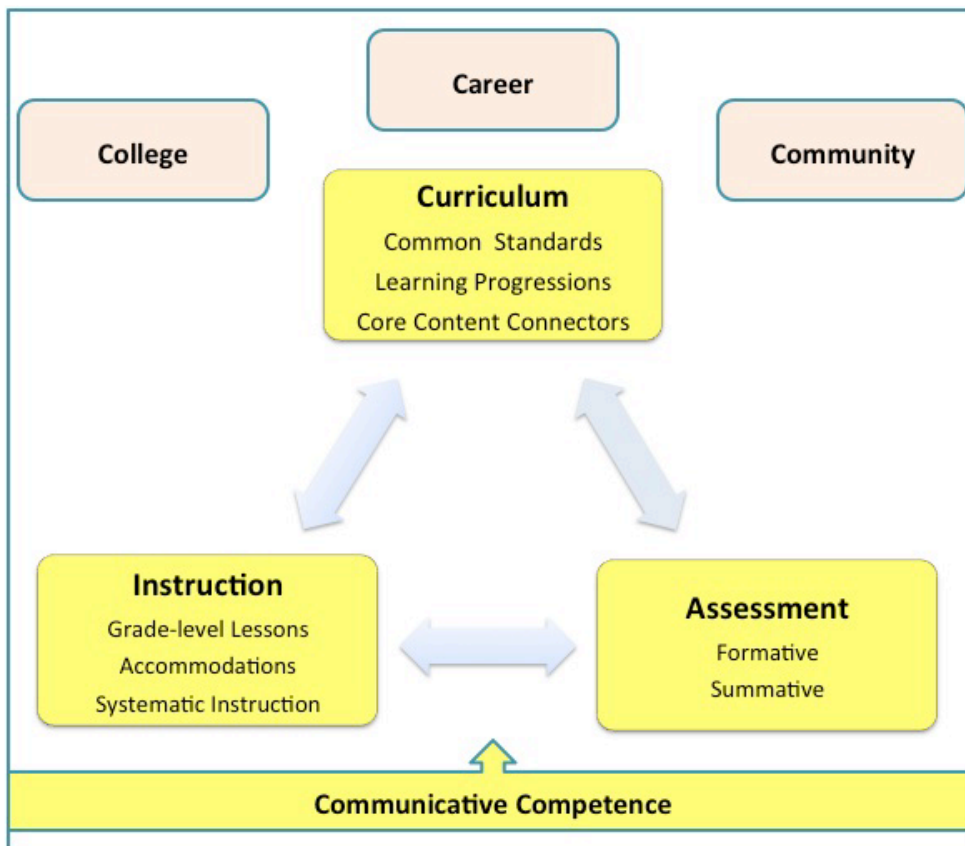 Career
College
Community
Curriculum
Common Standards
Learning Progressions
Core Content Connectors
Instruction
Grade-level Lessons
Accommodations
Systematic Instruction
Assessment
Formative
Summative
Communicative Competence